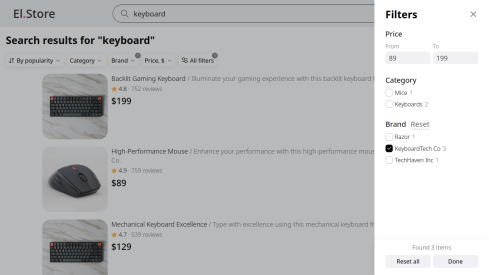 El.Store
keyboard
Search results for "keyboard"
By popularity
Category
Brand
Price, $
All filters
Backlit Gaming Keyboard / Illuminate your gaming experience with this backlit keyboard
4.8 · 752 reviews
$199
High-Performance Mouse / Enhance your performance with this high-performance
Co.
4.9 · 759 reviews
$89
Mechanical Keyboard Excellence / Type with excellence using this mechanical keyboard
4.7 · 539 reviews
$129
Filters
Price
From
To
89
199
Category
Mice 1
Keyboards 2
Brand Reset
Razor 1
KeyboardTech Co 3
TechHaven Inc 1
Found 3 items
Reset all
Done